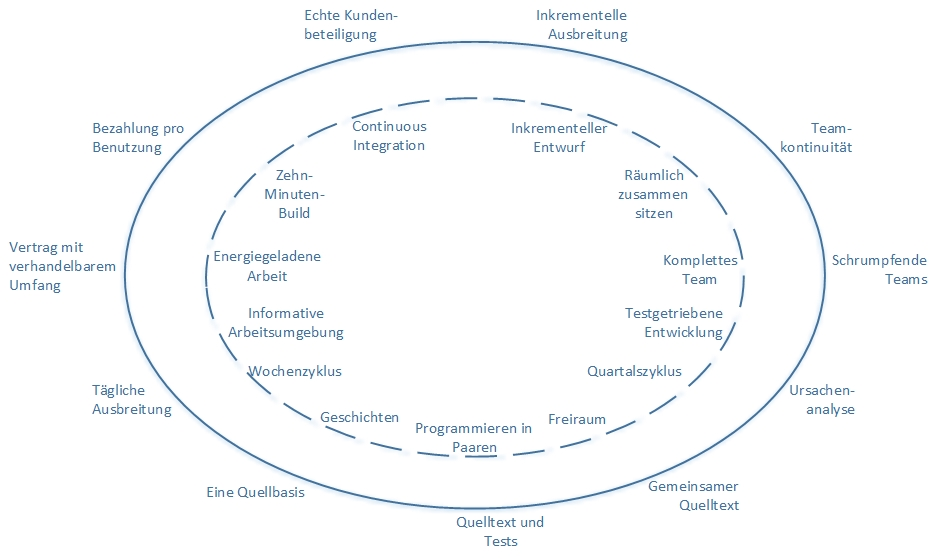 Echte Kunden-
beteiligung
Inkrementelle
Ausbreitung
Bezahlung pro
Benutzung
Continuous
Integration
Inkrementeller
Entwurf
Team-
kontinuität
Zehn-
Minuten-
Build
Räumlich
zusammen
sitzen
Vertrag mit
verhandelbarem
Umfang
Energiegeladene
Arbeit
Komplettes
Team
Schrumpfende
Teams
Informative
Arbeitsumgebung
Testgetriebene
Entwicklung
Wochenzyklus
Quartalszyklus
Tägliche
Ausbreitung
Ursachen-
analyse
Geschichten
Programmieren in
Paaren
Freiraum
Eine Quellbasis
Gemeinsamer
Quelltext
Quelltext und
Tests